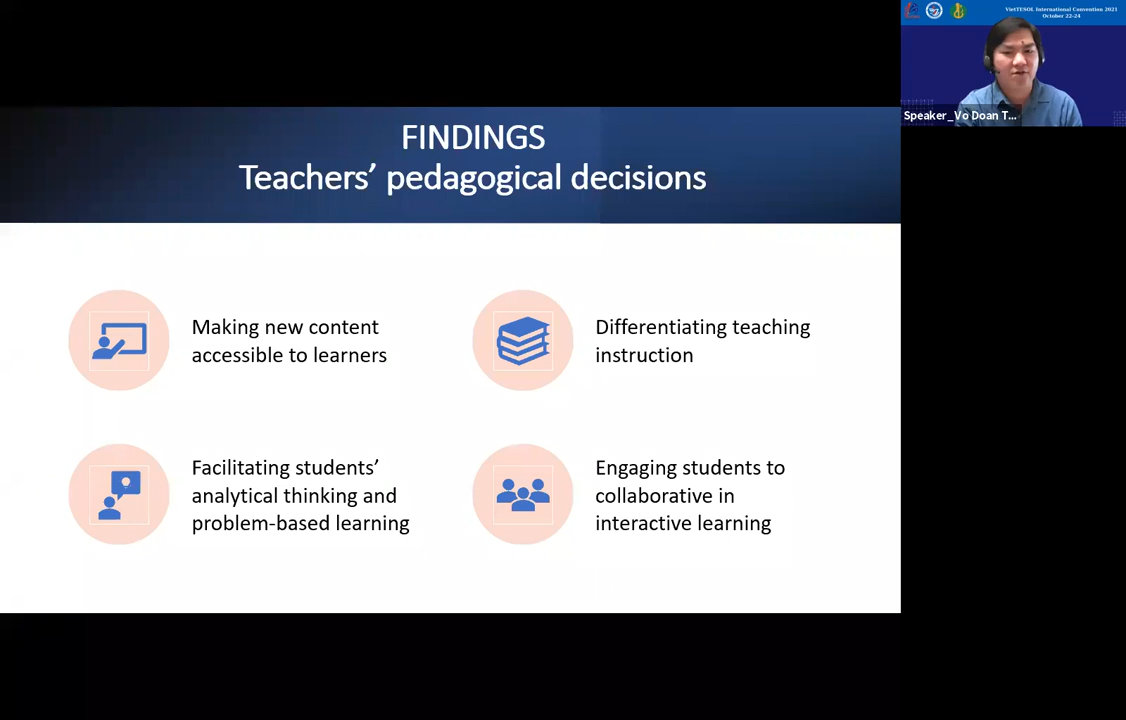 VietTESOL International Convention 2021
October 22-24
Speaker_Vo Doan T...
FINDINGS
Teachers’ pedagogical decisions
Making new content
accessible to learners
Differentiating teaching
instruction
Facilitating students’
analytical thinking and
problem-based learning
Engaging students to
collaborative in
interactive learning